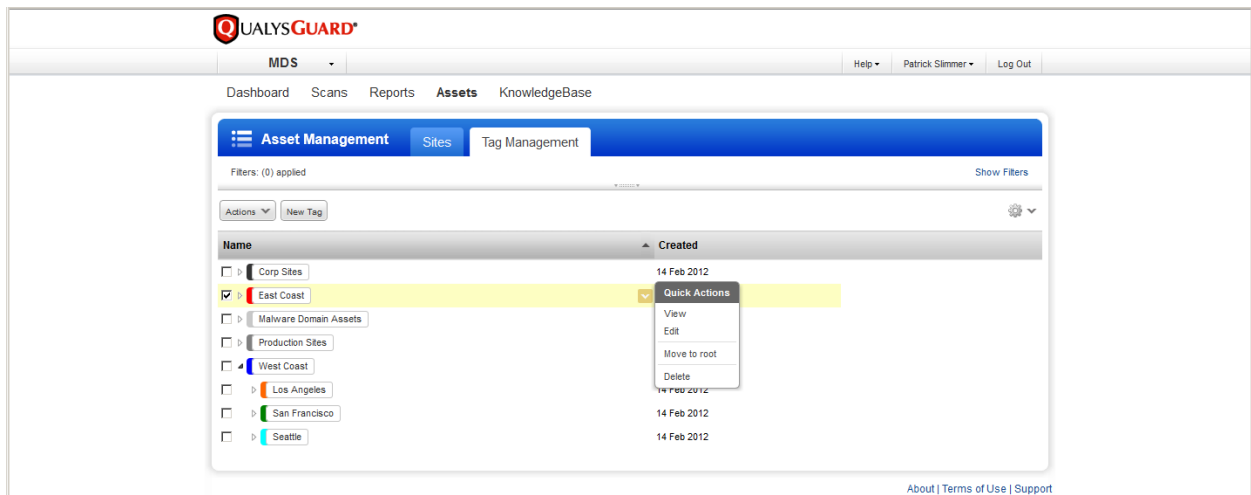 QUALYSGUARD®
MDS
Help Patrick Slimmer Log Out
Dashboard Scans Reports Assets KnowledgeBase
Asset Management Sites Tag Management
Filters: (0) applied Show Filters
Actions New Tag
Name Created
Corp Sites 14 Feb 2012
East Coast Quick Actions
View
Malware Domain Assets
Edit
Production Sites
Move to root
West Coast
Delete
Los Angeles 14 Feb 2012
San Francisco 14 Feb 2012
Seattle 14 Feb 2012
About | Terms of Use | Support